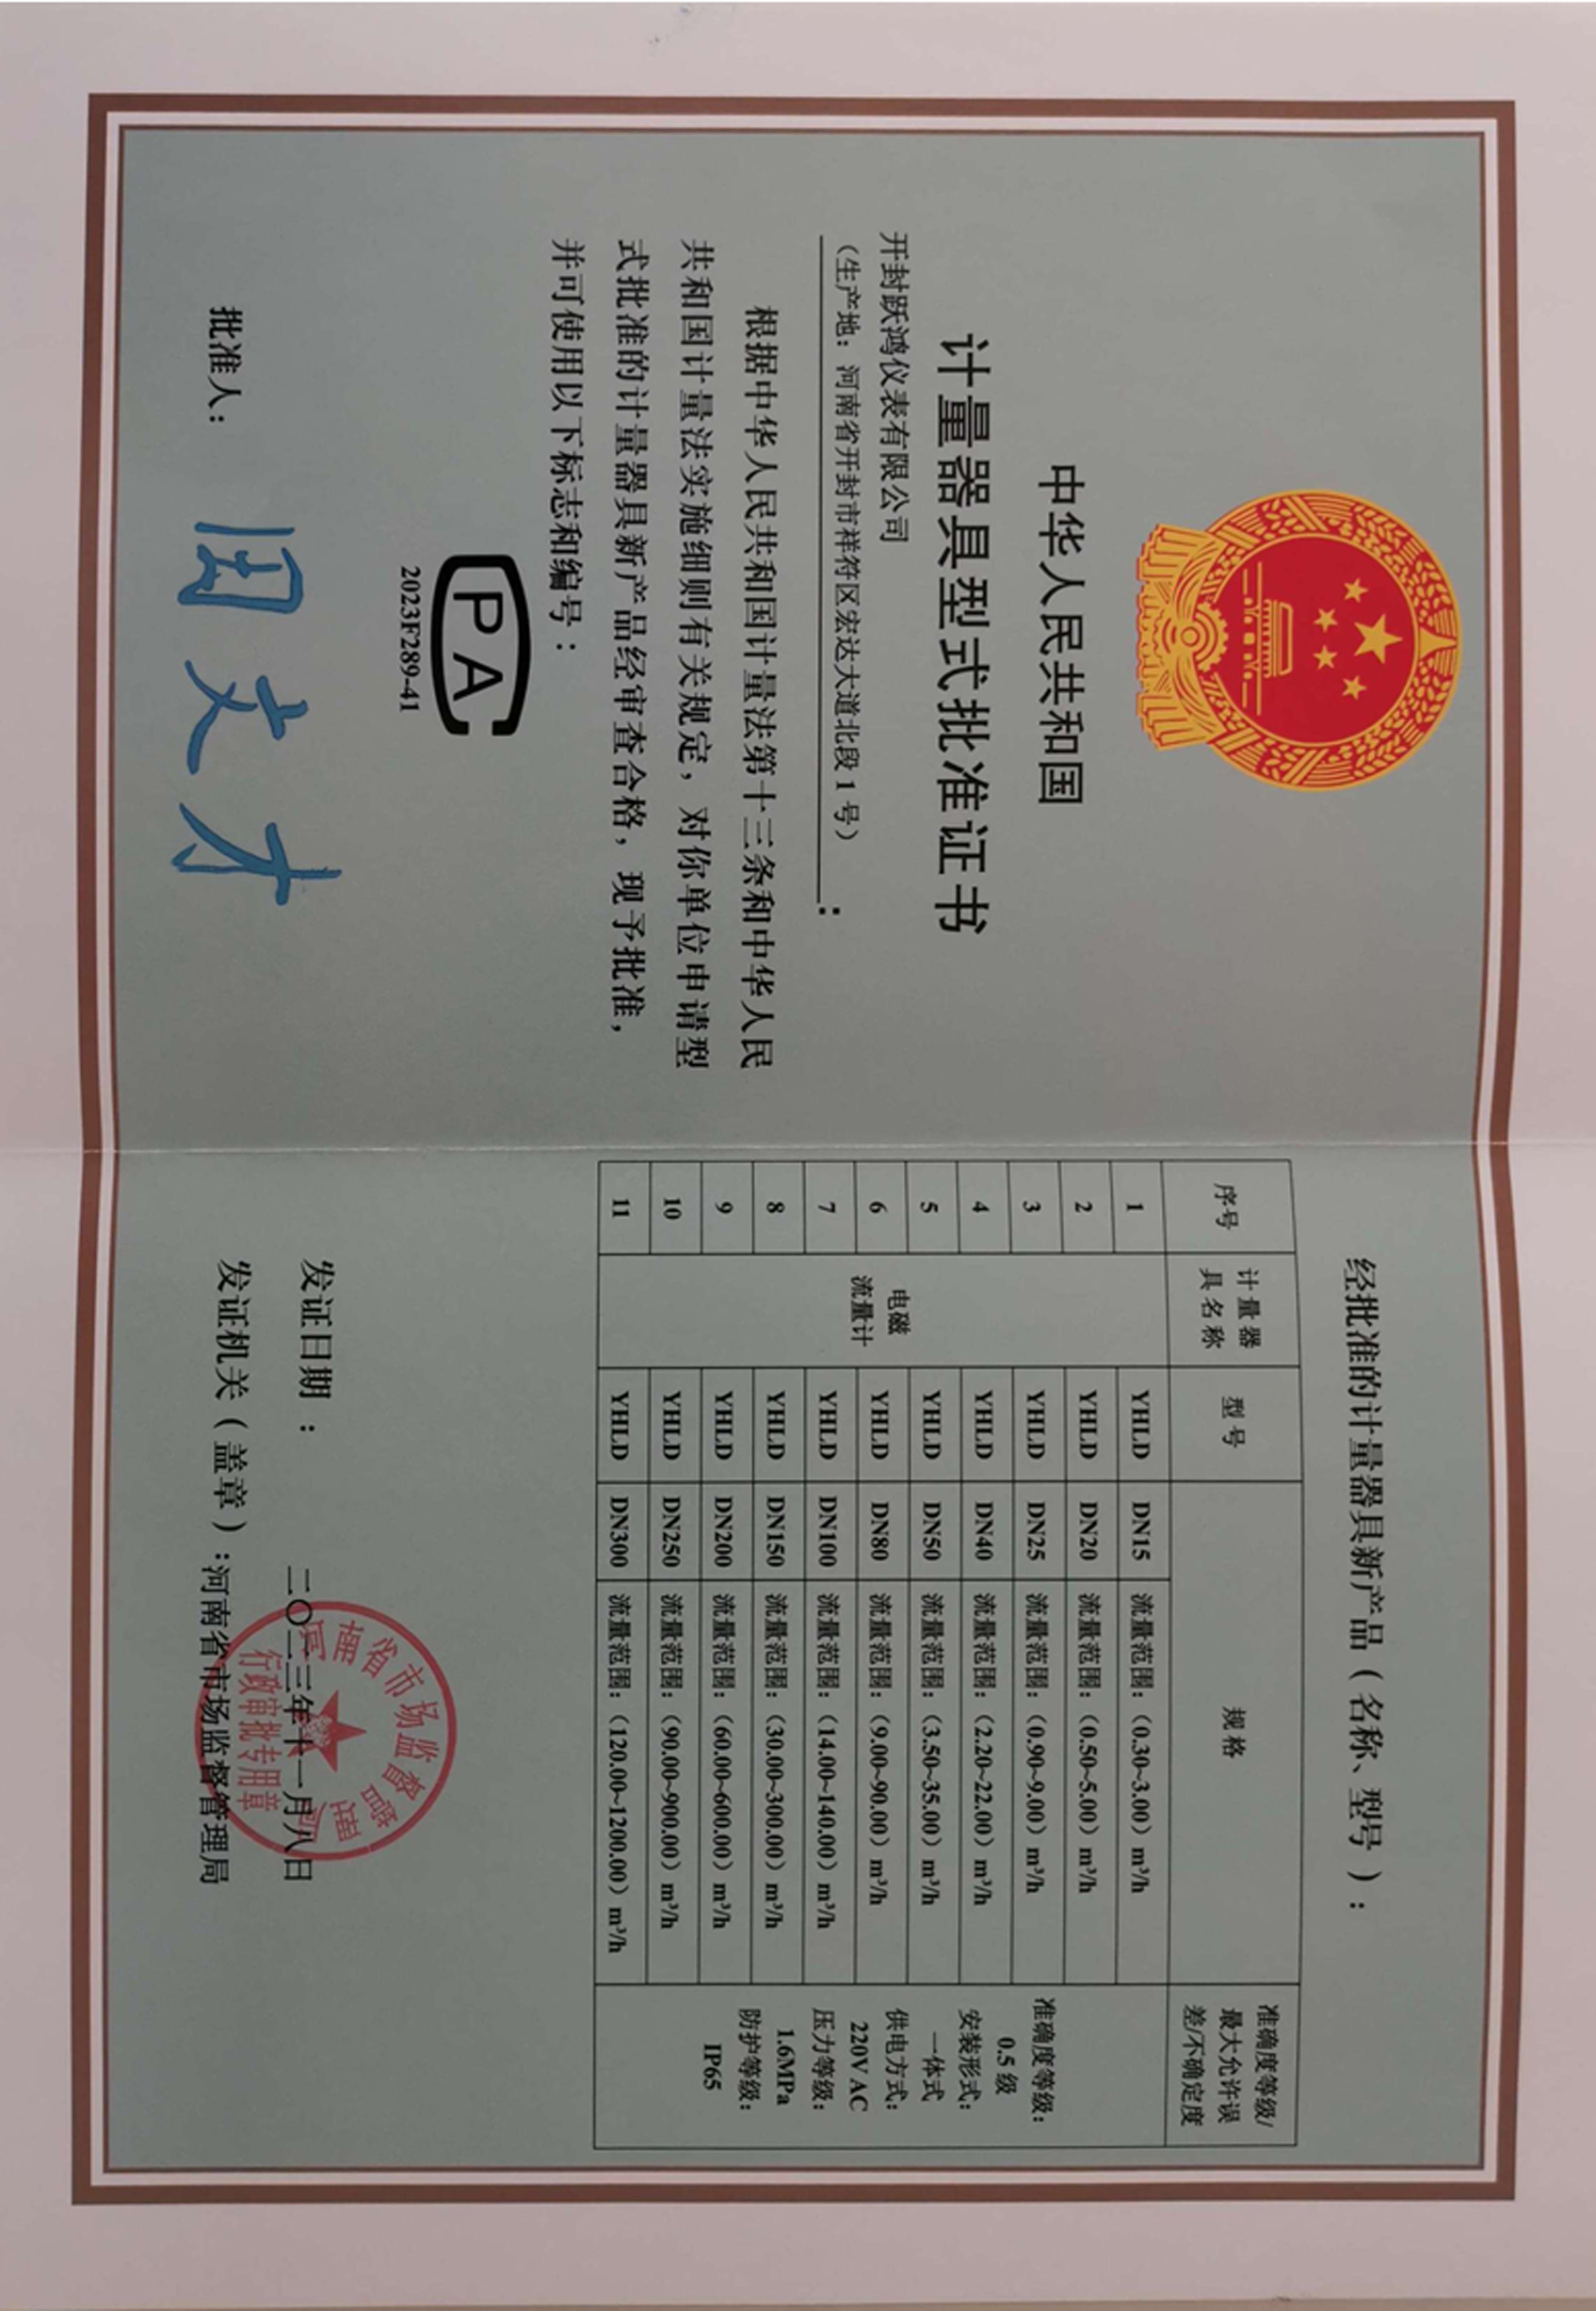 中华人民共和国
计量器具型式批准证书
开封跃鸿仪表有限公司
（生产地：河南省开封市祥符区宏达大道北段1号）：
根据中华人民共和国计量法第十三条和中华人民
共和国计量法实施细则有关规定，对你单位申请型
式批准的计量器具新产品经审查合格，现予批准，
并可使用以下标志和编号：
CPA
2023F289-41
批准人：
经批准的计量器具新产品（名称、型号）：
序号 计量器具名称 型号 规格 准确度等级/最大允许误差/不确定度
1 YHLD DN15 流量范围：（0.30~3.00）m³/h
2 YHLD DN20 流量范围：（0.50~5.00）m³/h
3 YHLD DN25 流量范围：（0.90~9.00）m³/h
4 YHLD DN40 流量范围：（2.20~22.00）m³/h
5 YHLD DN50 流量范围：（3.50~35.00）m³/h
6 YHLD DN80 流量范围：（9.00~90.00）m³/h
7 YHLD DN100 流量范围：（14.00~140.00）m³/h
8 YHLD DN150 流量范围：（30.00~300.00）m³/h
9 YHLD DN200 流量范围：（60.00~600.00）m³/h
10 YHLD DN250 流量范围：（90.00~900.00）m³/h
11 YHLD DN300 流量范围：（120.00~1200.00）m³/h
电磁
流量计
准确度等级：
0.5级
安装形式：
一体式
供电方式：
220V AC
压力等级：
1.6MPa
防护等级：
IP65
发证日期：二〇二三年十一月八日
发证机关（盖章）：河南省市场监督管理局
河南省市场监督管理局
行政审批专用章